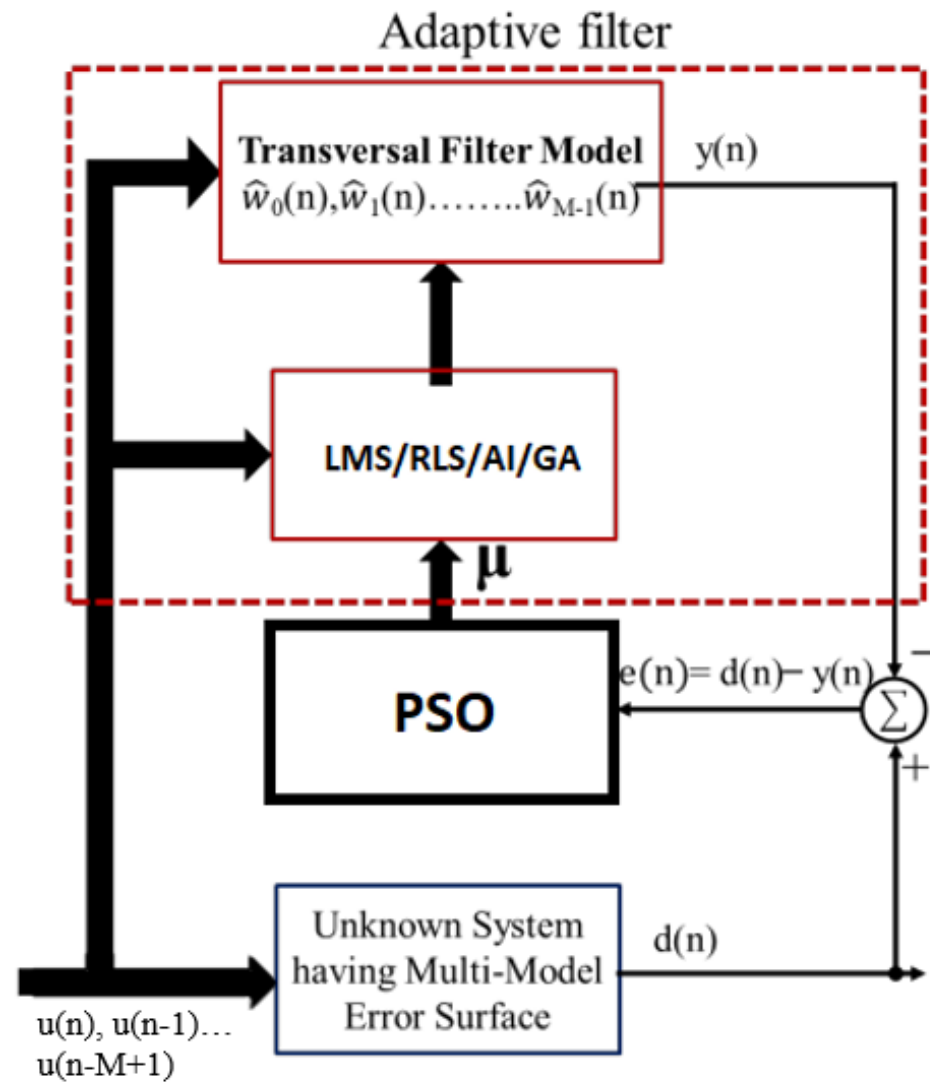 Adaptive filter
Transversal Filter Model
ŵ₀(n),ŵ₁(n)……..ŵM-1(n)
y(n)
LMS/RLS/AI/GA
μ
PSO
e(n)= d(n)− y(n)
−
∑
+
Unknown System
having Multi-Model
Error Surface
d(n)
u(n), u(n-1)…
u(n-M+1)